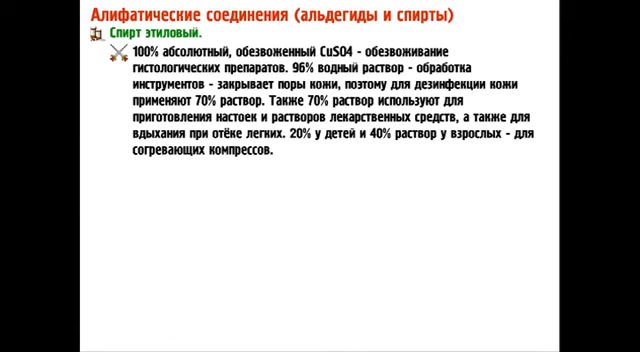 Алифатические соединения (альдегиды и спирты)
Спирт этиловый.
100% абсолютный, обезвоженный CuSO4 - обезвоживание
гистологических препаратов. 96% водный раствор - обработка
инструментов - закрывает поры кожи, поэтому для дезинфекции кожи
применяют 70% раствор. Также 70% раствор используют для
приготовления настоек и растворов лекарственных средств, а также для
вдыхания при отёке легких. 20% у детей и 40% раствор у взрослых - для
согревающих компрессов.